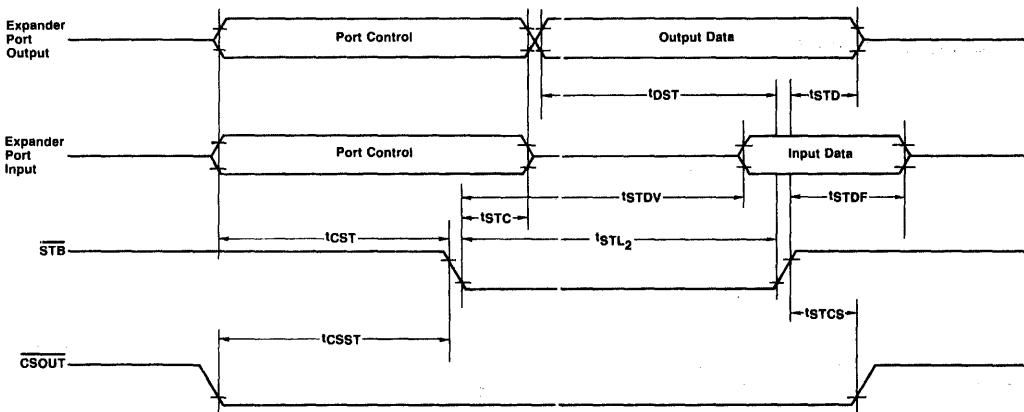 Expander
Port
Output
Port Control
Output Data
tDST
tSTD
Expander
Port
Input
Port Control
Input Data
tSTDV
tSTDF
tSTC
tCST
tSTL2
STB
tSTCS
tCSST
CSOUT